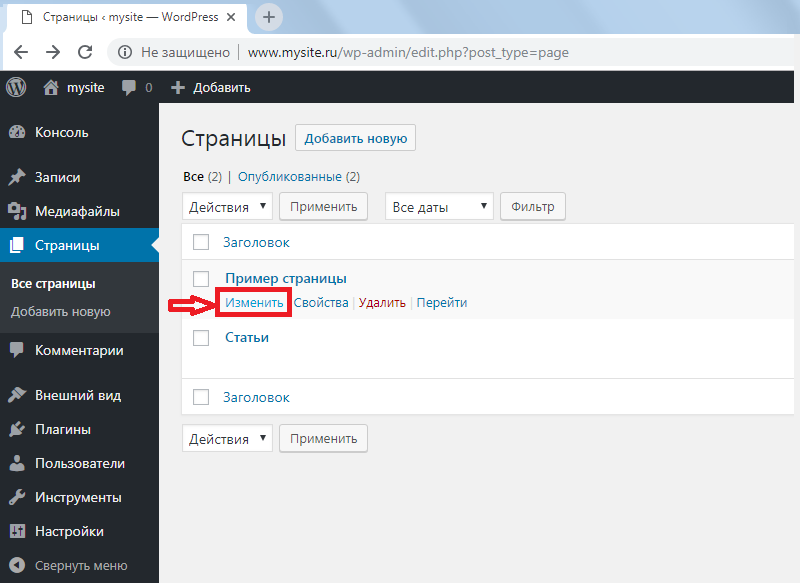 Страницы ‹ mysite — WordPress
Не защищено www.mysite.ru/wp-admin/edit.php?post_type=page
mysite 0 Добавить
Консоль
Записи
Медиафайлы
Страницы
Все страницы
Добавить новую
Комментарии
Внешний вид
Плагины
Пользователи
Инструменты
Настройки
Свернуть меню
Страницы Добавить новую
Все (2) | Опубликованные (2)
Действия Применить Все даты Фильтр
Заголовок
Пример страницы
Изменить Свойства | Удалить | Перейти
Статьи
Заголовок
Действия Применить